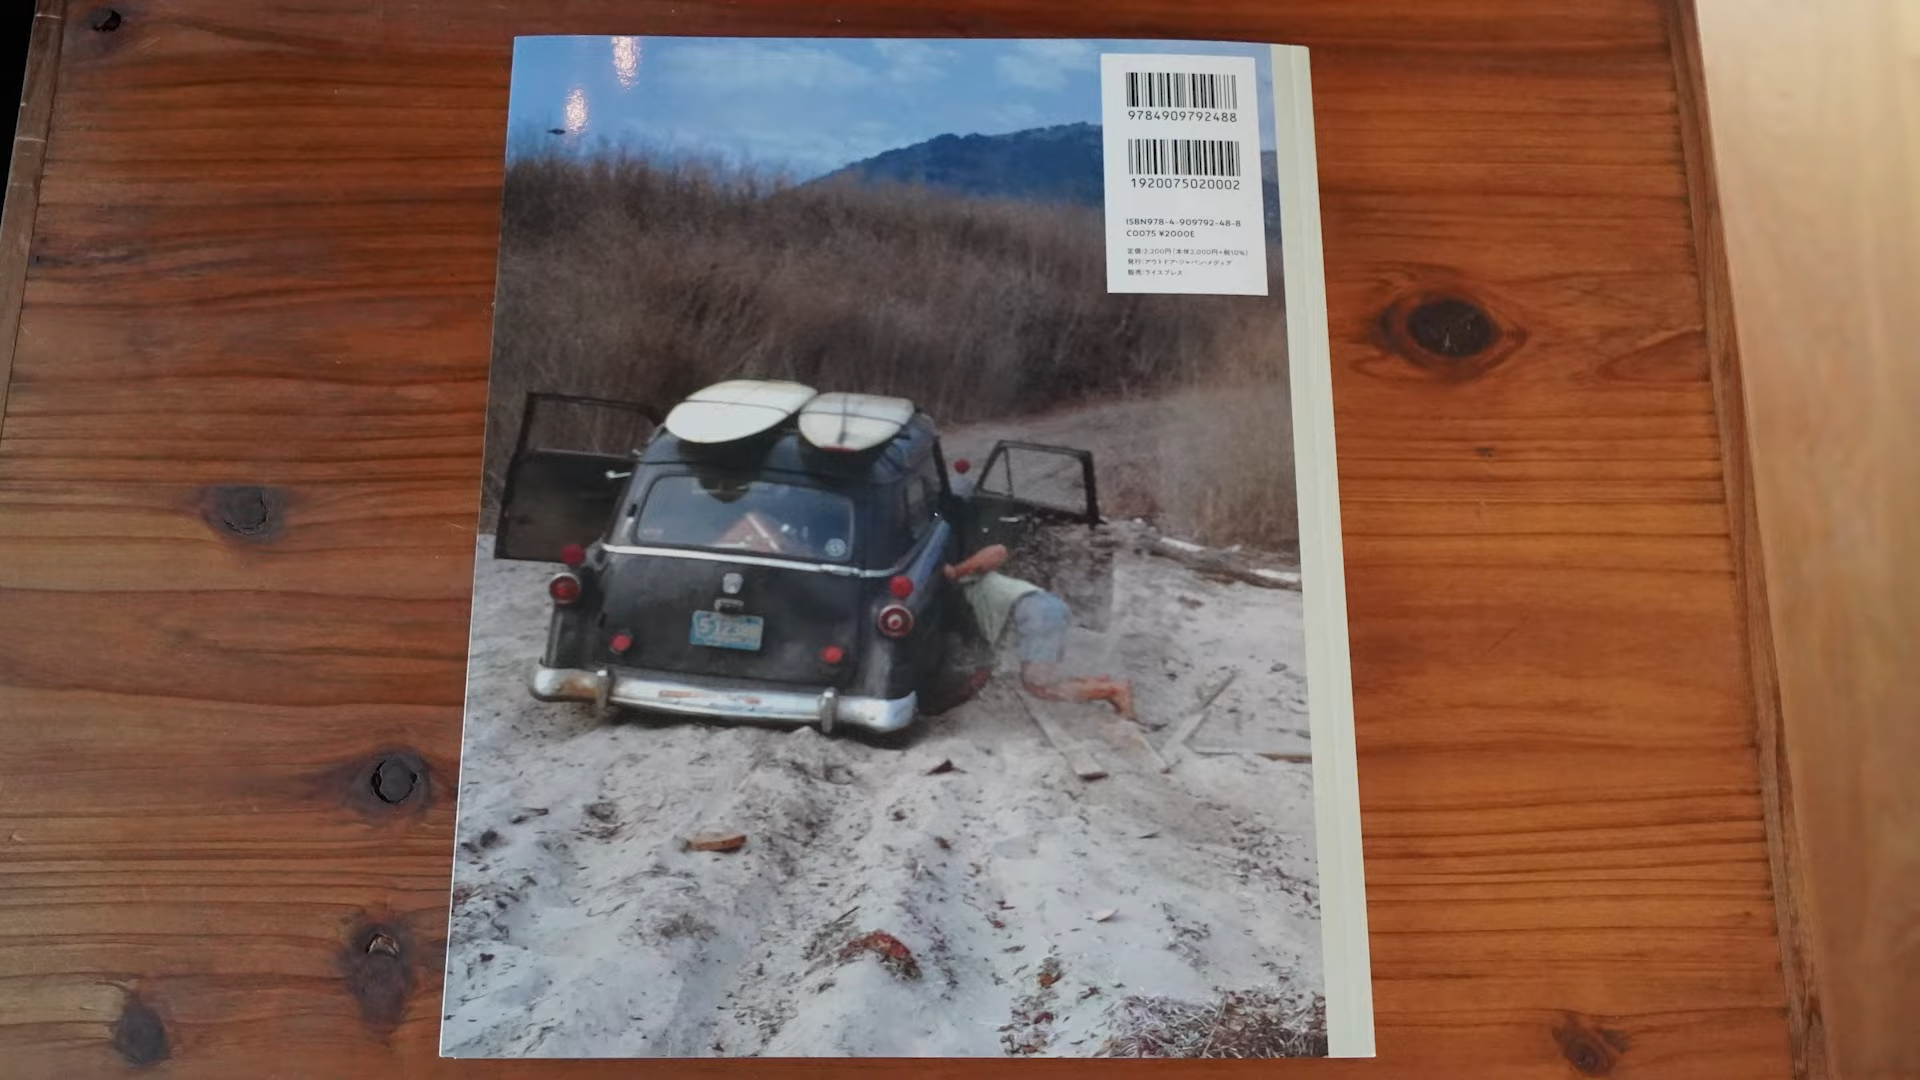 9784909792488
1920075020002
ISBN978-4-909792-48-8
C0075 ¥2000E
定価:2,200円(本体2,000円+税10%)
発行:アウトドア・ジャパン・メディア
販売:ライスプレス